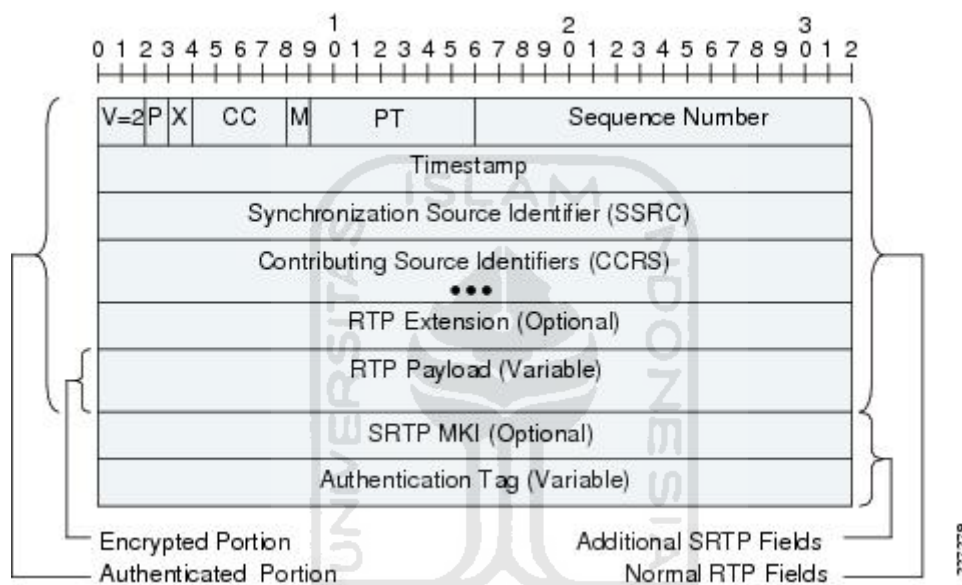 1 2 3
0 1 2 3 4 5 6 7 8 9 0 1 2 3 4 5 6 7 8 9 0 1 2 3 4 5 6 7 8 9 0 1 2
V=2 P X CC M PT Sequence Number
Timestamp
Synchronization Source Identifier (SSRC)
Contributing Source Identifiers (CCRS)
•••
RTP Extension (Optional)
RTP Payload (Variable)
SRTP MKI (Optional)
Authentication Tag (Variable)
Encrypted Portion Additional SRTP Fields
Authenticated Portion Normal RTP Fields
UNIVERSITAS
ISLAM
INDONESIA